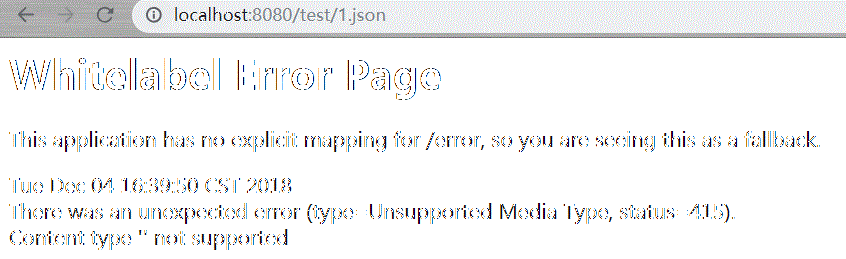 localhost:8080/test/1.json
Whitelabel Error Page
This application has no explicit mapping for /error, so you are seeing this as a fallback.
Tue Dec 04 16:39:50 CST 2018
There was an unexpected error (type=Unsupported Media Type, status=415).
Content type '' not supported